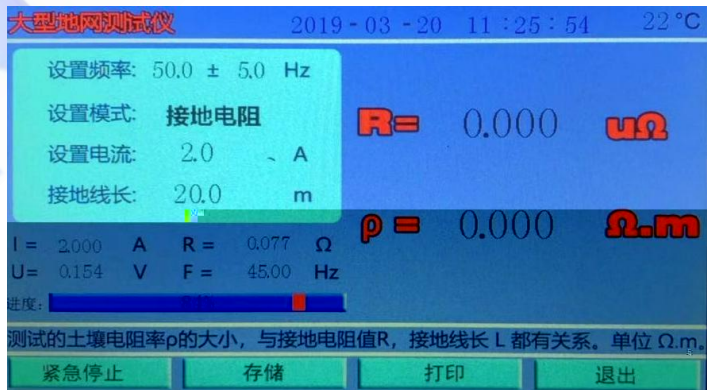 大型地网测试仪 2019-03-20 11:25:54 22°C
设置频率: 50.0 ± 5.0 Hz
设置模式: 接地电阻
设置电流: 2.0 A
接地线长: 20.0 m
R= 0.000 uΩ
ρ= 0.000 Ω.m
I = 2.000 A R = 0.077 Ω
U= 0.154 V F = 45.00 Hz
进度:
测试的土壤电阻率ρ的大小，与接地电阻值R，接地线长 L 都有关系。单位 Ω.m。
紧急停止 存储 打印 退出